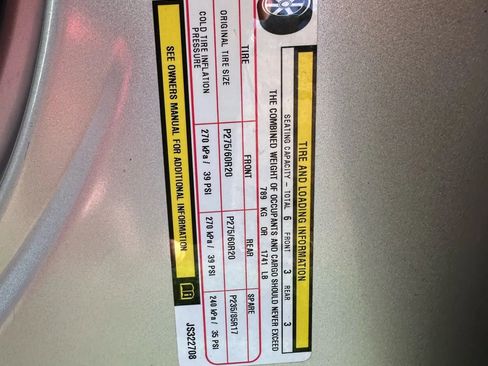 TIRE AND LOADING INFORMATION
SEATING CAPACITY - TOTAL 6 FRONT 3 REAR 3
THE COMBINED WEIGHT OF OCCUPANTS AND CARGO SHOULD NEVER EXCEED
789 KG OR 1741 LB
TIRE FRONT REAR SPARE
ORIGINAL TIRE SIZE P275/60R20 P275/60R20 P235/85R17
COLD TIRE INFLATION
PRESSURE 270 kPa / 39 PSI 270 kPa / 39 PSI 240 kPa / 35 PSI
SEE OWNERS MANUAL FOR ADDITIONAL INFORMATION
JS322708